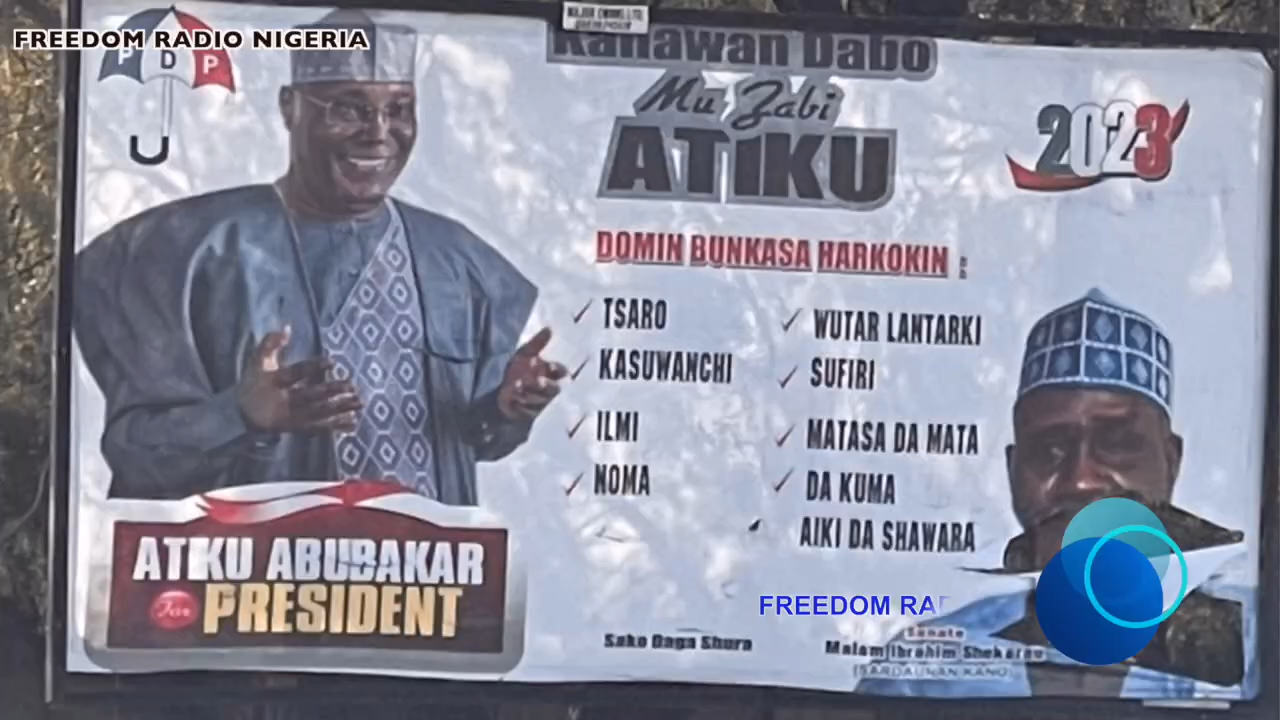 FREEDOM RADIO NIGERIA
PDP
Kanawan Dabo
Mu Zabi
ATIKU
2023
DOMIN BUNKASA HARKOKIN :
TSARO
WUTAR LANTARKI
KASUWANCHI
SUFIRI
ILMI
MATASA DA MATA
NOMA
DA KUMA
AIKI DA SHAWARA
ATIKU ABUBAKAR
For PRESIDENT
FREEDOM RA
Sako Daga Shura
Sanata
Malam Ibrahim Shekarau
(SARDAUNAN KANO)